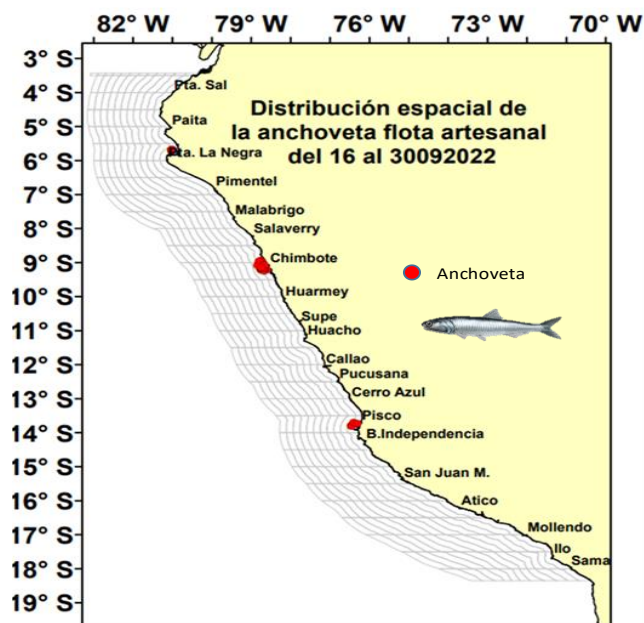 82° W 79° W 76° W 73° W 70° W
3° S
4° S
5° S
6° S
7° S
8° S
9° S
10° S
11° S
12° S
13° S
14° S
15° S
16° S
17° S
18° S
19° S
Distribución espacial de
la anchoveta flota artesanal
del 16 al 30092022
Pta. Sal
Paita
Pta. La Negra
Pimentel
Malabrigo
Salaverry
Chimbote
Anchoveta
Huarmey
Supe
Huacho
Callao
Pucusana
Cerro Azul
Pisco
B.Independencia
San Juan M.
Atico
Mollendo
Ilo
Sama